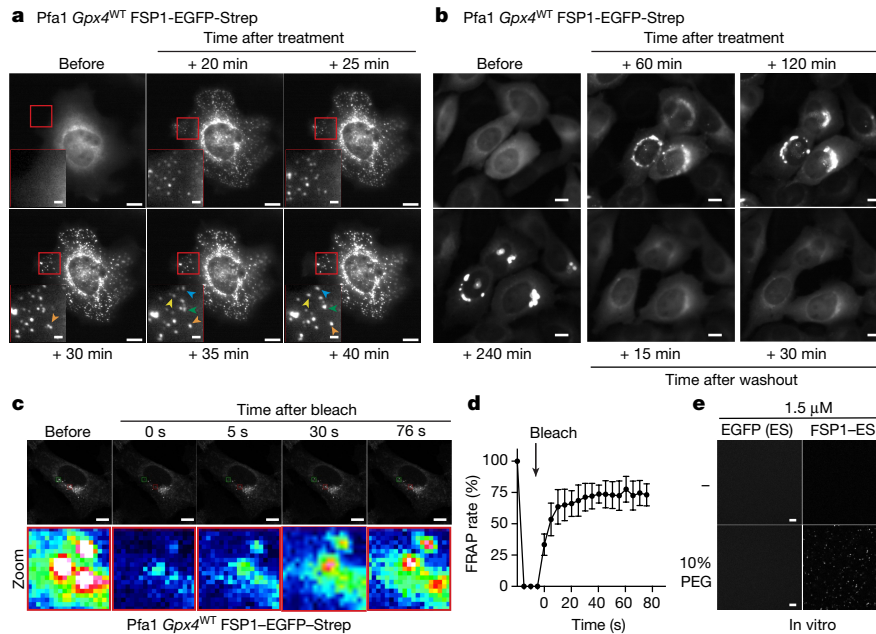 a Pfa1 Gpx4WT FSP1-EGFP-Strep
Time after treatment
Before + 20 min + 25 min
+ 30 min + 35 min + 40 min
b Pfa1 Gpx4WT FSP1-EGFP-Strep
Time after treatment
Before + 60 min + 120 min
+ 240 min + 15 min + 30 min
Time after washout
c
Time after bleach
Before 0 s 5 s 30 s 76 s
Zoom
Pfa1 Gpx4WT FSP1–EGFP–Strep
d
Bleach
FRAP rate (%)
100
75
50
25
0
0 20 40 60 80
Time (s)
e
1.5 μM
EGFP (ES) FSP1–ES
–
10%
PEG
In vitro